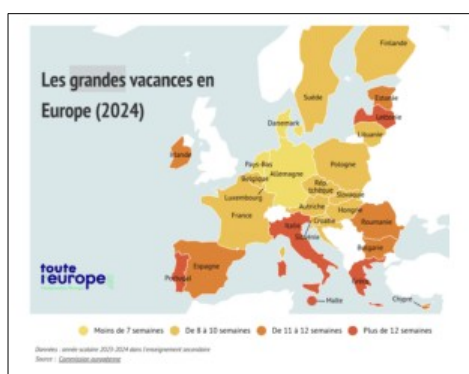 Les grandes vacances en
Europe (2024)
Finlande
Suède
Estonie
Lettonie
Lituanie
Danemark
Irlande
Pays-Bas
Allemagne
Pologne
Belgique
Luxembourg
Rép.
tchèque
Slovaquie
France
Autriche
Hongrie
Croatie
Slovénie
Italie
Roumanie
Bulgarie
Portugal
Espagne
Grèce
Malte
Chypre
toute
l'europe
Moins de 7 semaines
De 8 à 10 semaines
De 11 à 12 semaines
Plus de 12 semaines
Données : année scolaire 2023-2024 dans l'enseignement secondaire
Source : Commission européenne